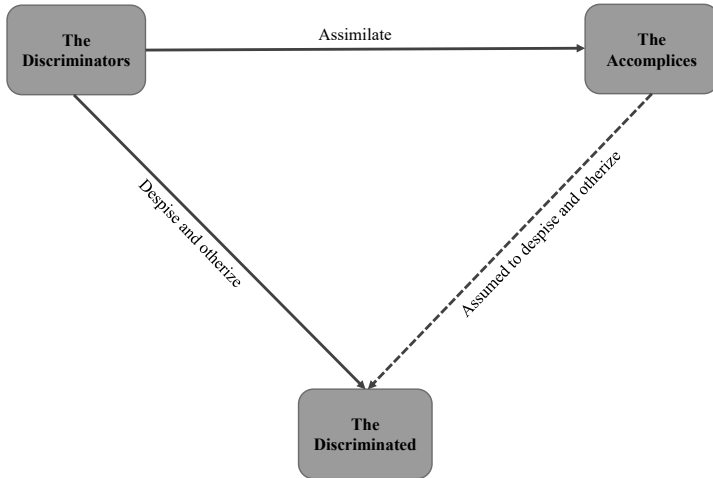 The
Discriminators
Assimilate
The
Accomplices
Despise and otherize
Assumed to despise and otherize
The
Discriminated